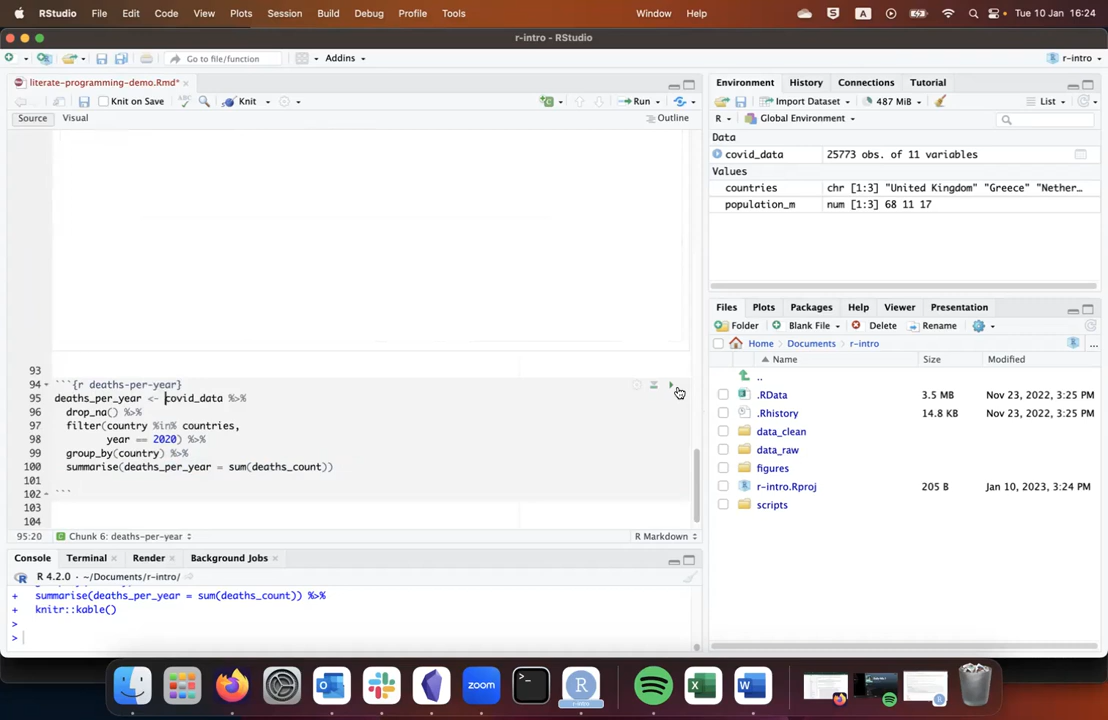 RStudio File Edit Code View Plots Session Build Debug Profile Tools Window Help A Tue 10 Jan 16:24
r-intro - RStudio
Go to file/function Addins r-intro
literate-programming-demo.Rmd*
Knit on Save Knit Run
Source Visual Outline
93
94 ```{r deaths-per-year}
95 deaths_per_year <- covid_data %>%
96 drop_na() %>%
97 filter(country %in% countries,
98 year == 2020) %>%
99 group_by(country) %>%
100 summarise(deaths_per_year = sum(deaths_count))
101
102 ```
103
104
95:20 Chunk 6: deaths-per-year R Markdown
Console Terminal Render Background Jobs
R 4.2.0 · ~/Documents/r-intro/
+ summarise(deaths_per_year = sum(deaths_count)) %>%
+ knitr::kable()
>
>
Environment History Connections Tutorial
Import Dataset 487 MiB List
R Global Environment
Data
covid_data 25773 obs. of 11 variables
Values
countries chr [1:3] "United Kingdom" "Greece" "Nether…
population_m num [1:3] 68 11 17
Files Plots Packages Help Viewer Presentation
Folder Blank File Delete Rename
Home Documents r-intro ...
Name Size Modified
..
.RData 3.5 MB Nov 23, 2022, 3:25 PM
.Rhistory 14.8 KB Nov 23, 2022, 3:25 PM
data_clean
data_raw
figures
r-intro.Rproj 205 B Jan 10, 2023, 3:24 PM
scripts
zoom
r-intro